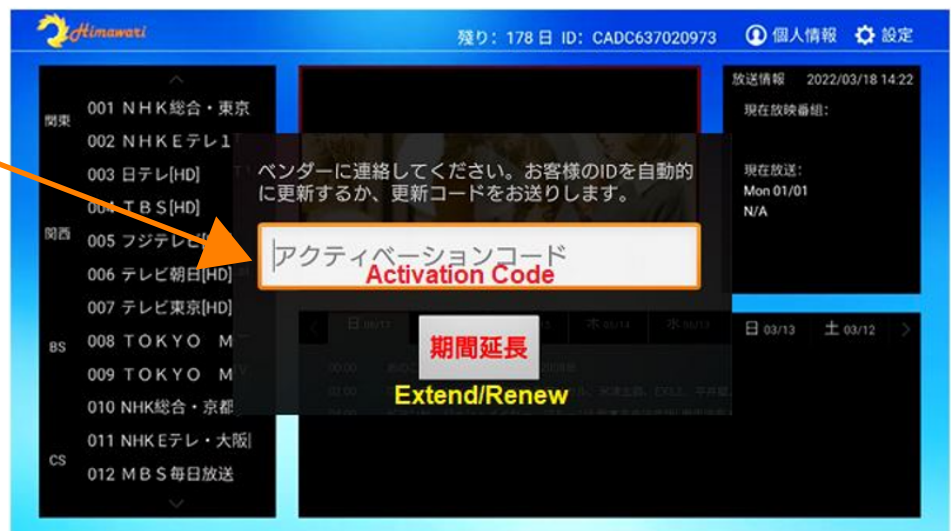 Himawari
残り: 178 日 ID: CADC637020973
個人情報
設定
関東
関西
BS
CS
001 NHK総合・東京
002 NHKEテレ1
003 日テレ[HD]
004 TBS[HD]
005 フジテレビ
006 テレビ朝日[HD]
007 テレビ東京[HD]
008 TOKYO M
009 TOKYO M
010 NHK総合・京都
011 NHKEテレ・大阪
012 MBS毎日放送
ベンダーに連絡してください。お客様のIDを自動的
に更新するか、更新コードをお送りします。
アクティベーションコード
Activation Code
期間延長
Extend/Renew
放送情報 2022/03/18 14:22
現在放映番組:
現在放送:
Mon 01/01
N/A
日 03/13 土 03/12